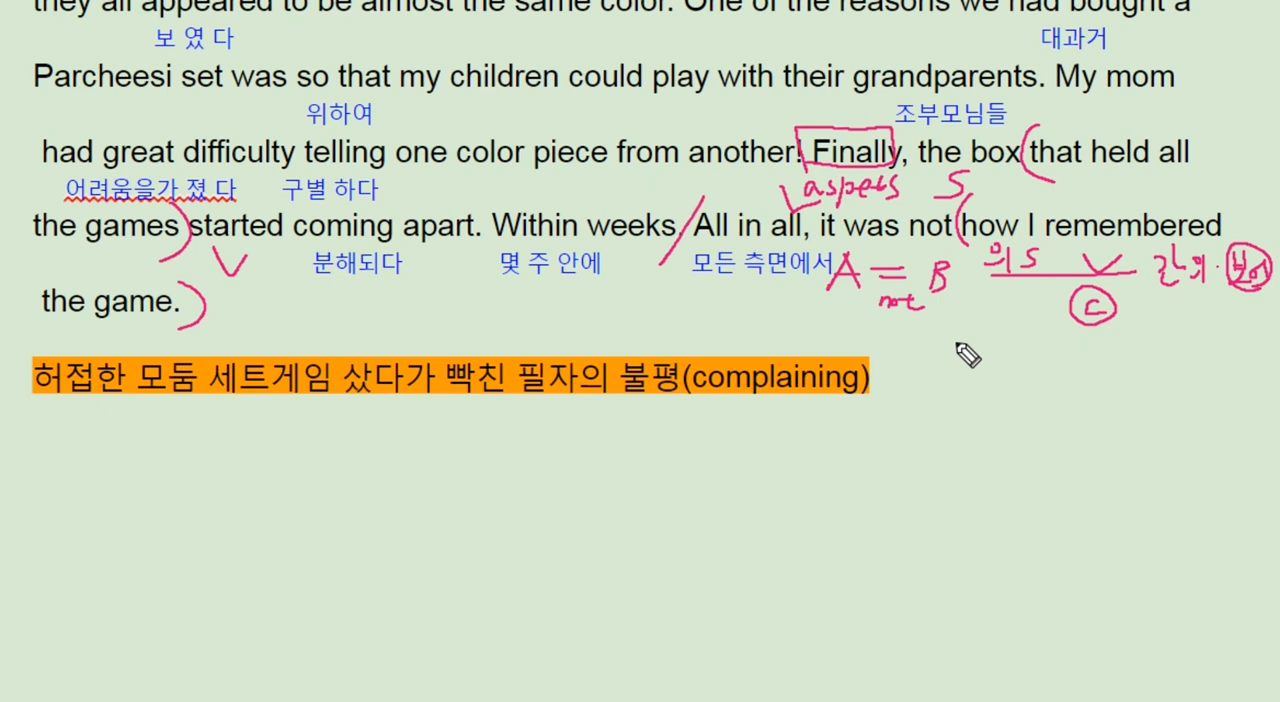 they all appeared to be almost the same color. One of the reasons we had bought a
보 였 다 대과거
Parcheesi set was so that my children could play with their grandparents. My mom
위하여 조부모님들
had great difficulty telling one color piece from another! Finally, the box that held all
어려움을가 졌 다 구별 하다 aspects S
the games started coming apart. Within weeks, All in all, it was not how I remembered
V 분해되다 몇 주 안에 모든 측면에서 A = B 의 S V 간의. 보어
not C
the game.
허접한 모둠 세트게임 샀다가 빡친 필자의 불평(complaining)